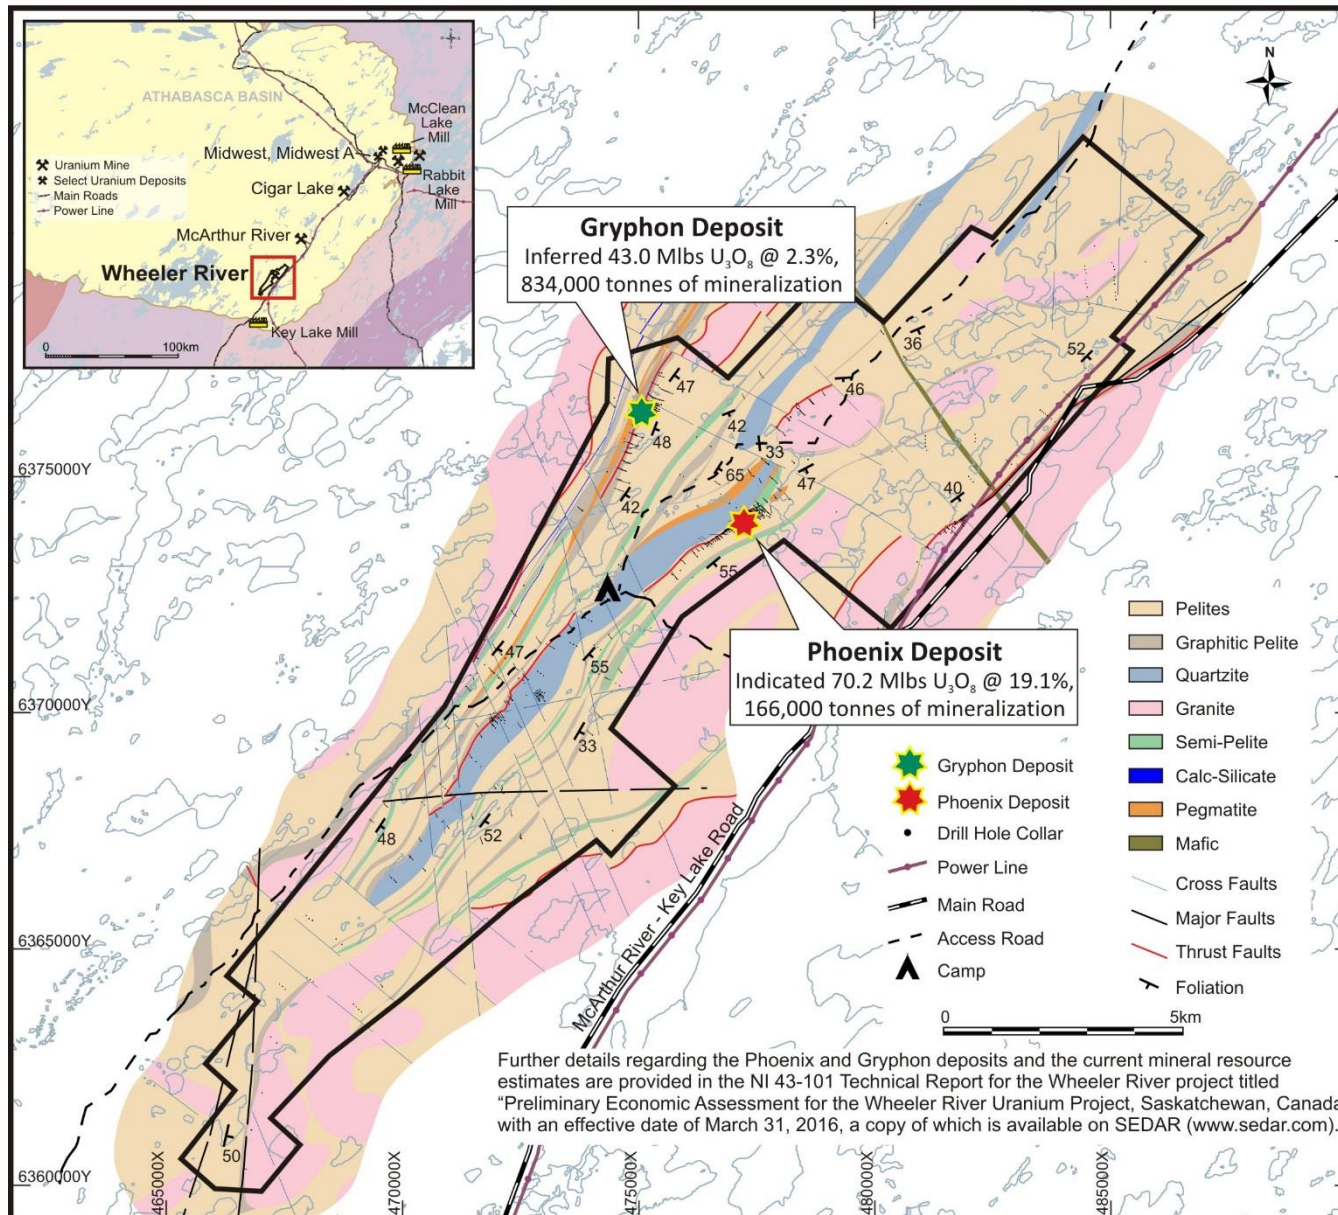 ATHABASCA BASIN
McClean
Lake
Mill
Midwest, Midwest A
Rabbit
Lake
Mill
Cigar Lake
McArthur River
Wheeler River
Key Lake Mill
Uranium Mine
Select Uranium Deposits
Main Roads
Power Line
0 100km
N
Gryphon Deposit
Inferred 43.0 Mlbs U₃O₈ @ 2.3%,
834,000 tonnes of mineralization
36
52
47
46
42
48
33
65
47
42
40
55
47
55
33
48
52
50
Phoenix Deposit
Indicated 70.2 Mlbs U₃O₈ @ 19.1%,
166,000 tonnes of mineralization
6375000Y
6370000Y
6365000Y
6360000Y
465000X
470000X
475000X
480000X
485000X
McArthur River - Key Lake Road
Gryphon Deposit
Phoenix Deposit
Drill Hole Collar
Power Line
Main Road
Access Road
Camp
Pelites
Graphitic Pelite
Quartzite
Granite
Semi-Pelite
Calc-Silicate
Pegmatite
Mafic
Cross Faults
Major Faults
Thrust Faults
Foliation
0 5km
Further details regarding the Phoenix and Gryphon deposits and the current mineral resource
estimates are provided in the NI 43-101 Technical Report for the Wheeler River project titled
“Preliminary Economic Assessment for the Wheeler River Uranium Project, Saskatchewan, Canada
with an effective date of March 31, 2016, a copy of which is available on SEDAR (www.sedar.com).